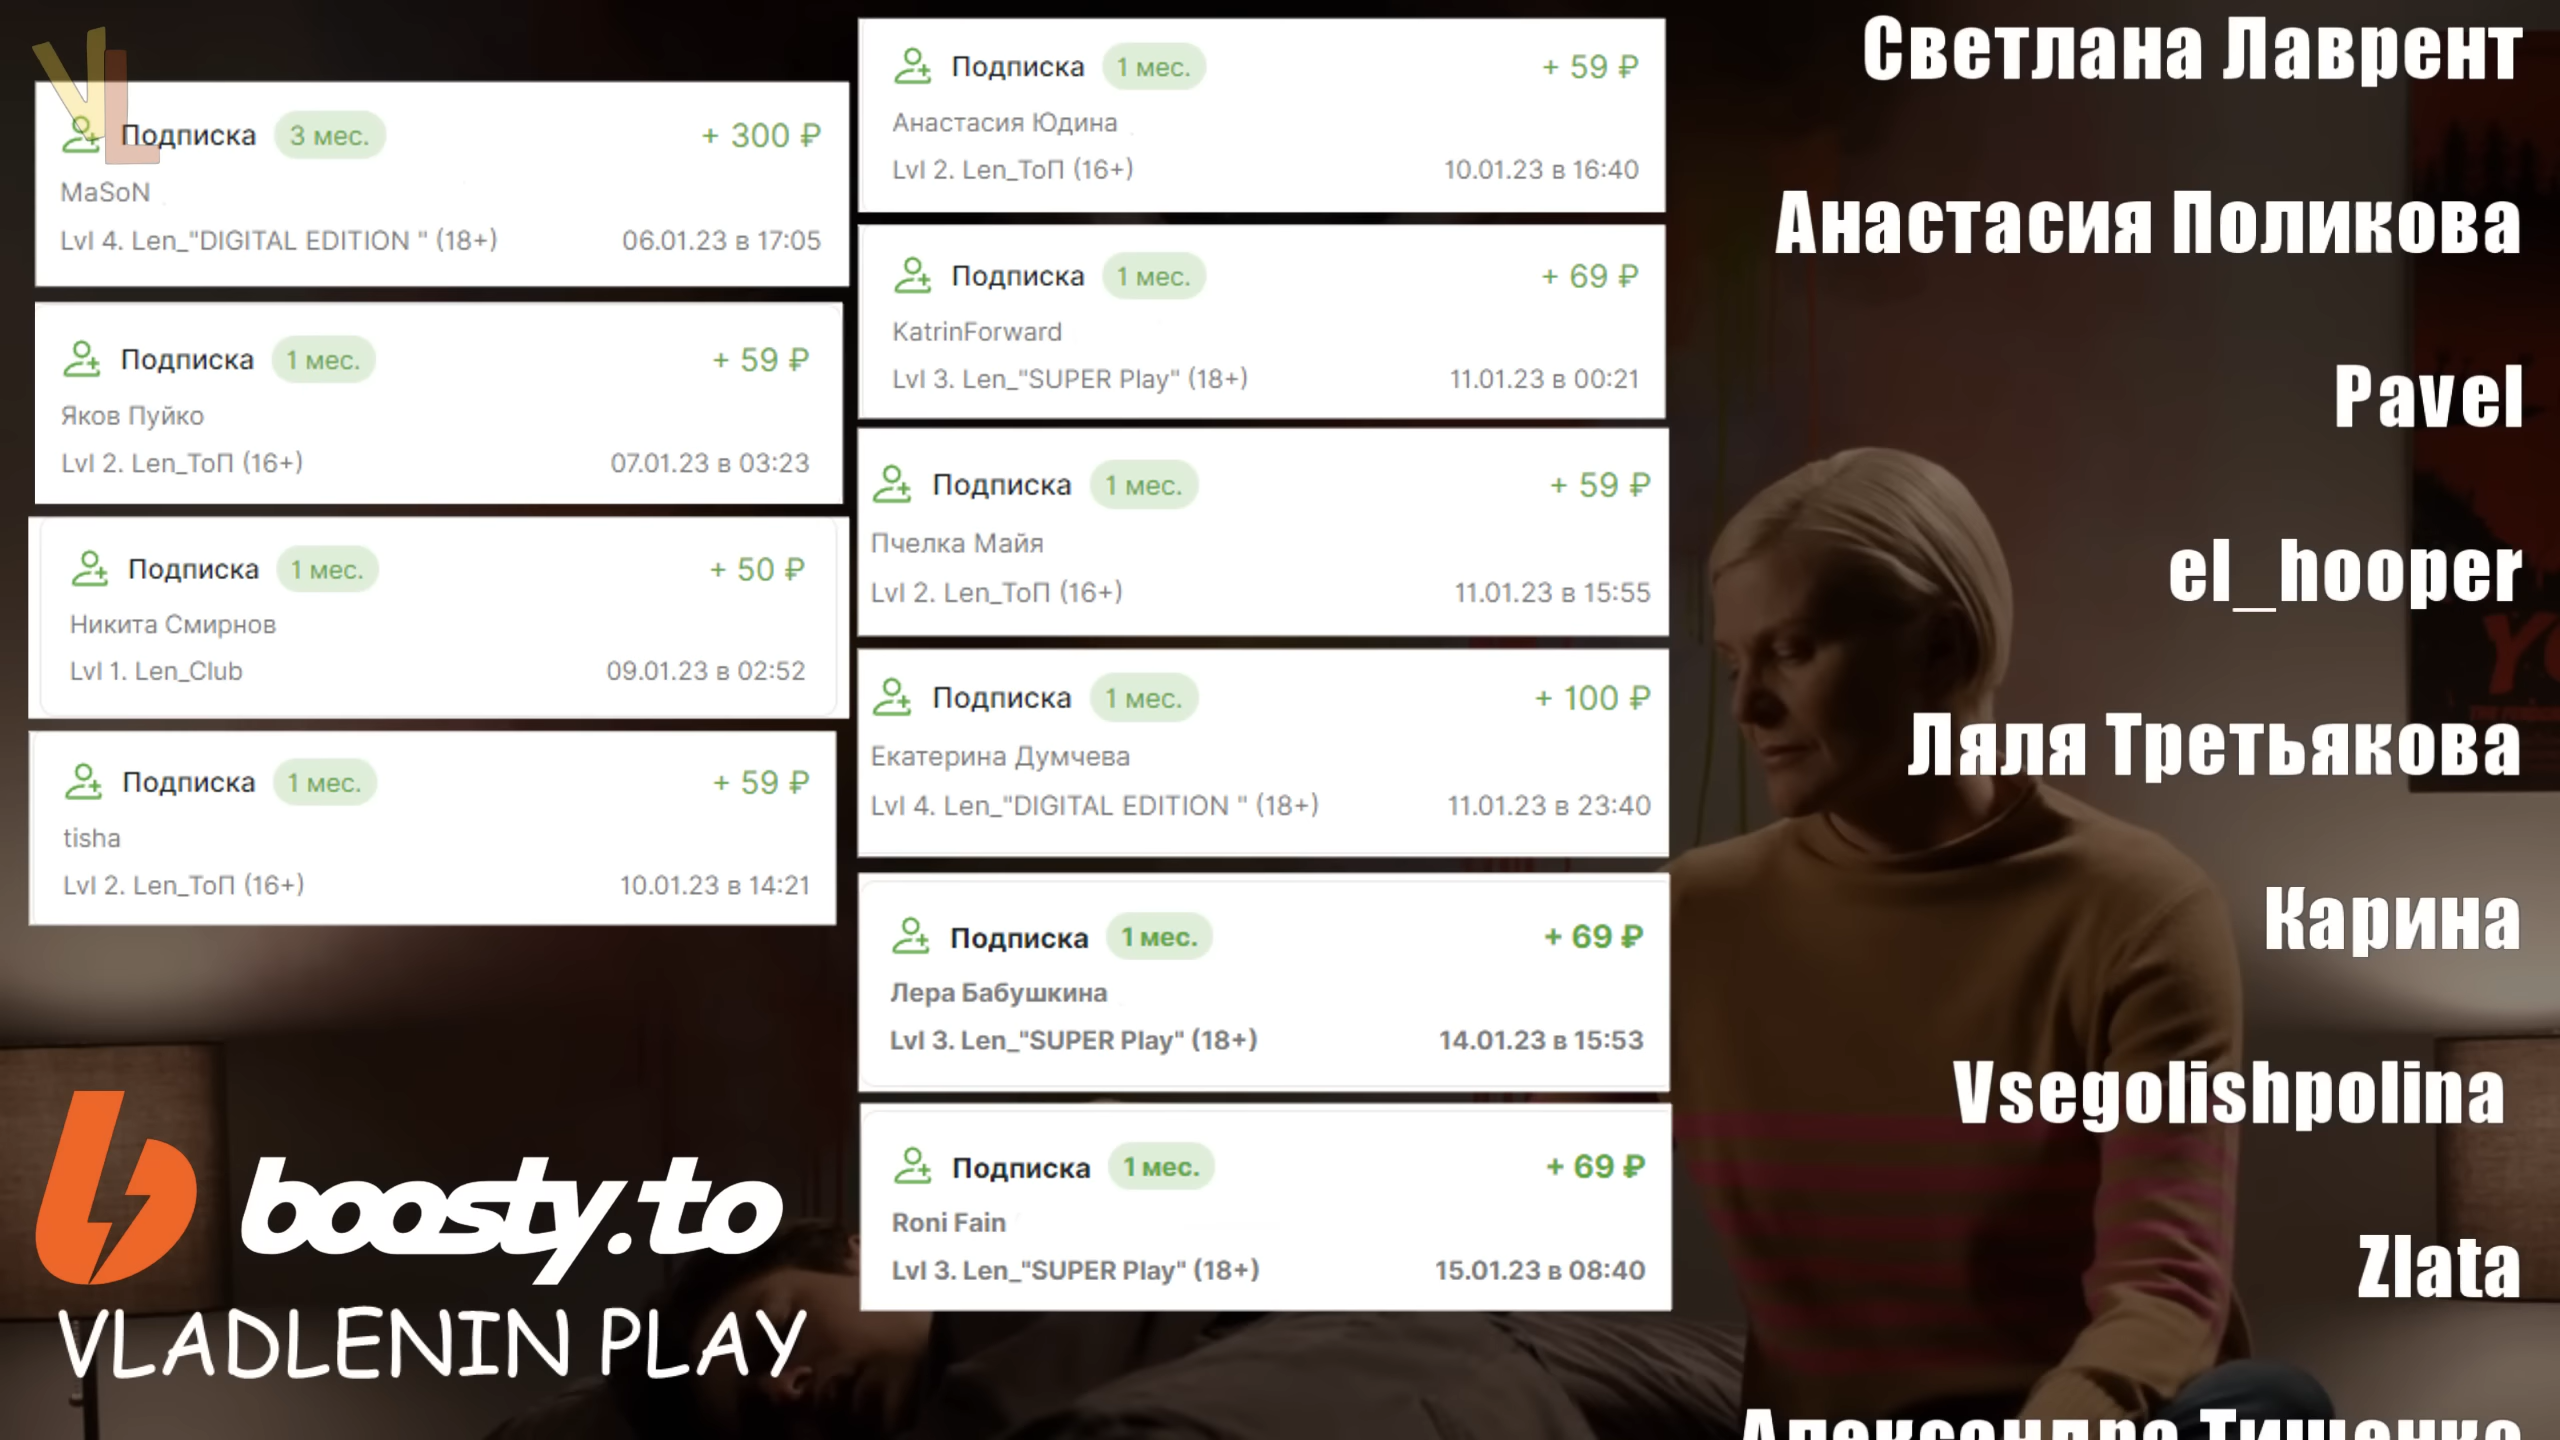 VL
Подписка 3 мес. + 300 ₽
MaSoN
Lvl 4. Len_"DIGITAL EDITION " (18+) 06.01.23 в 17:05
Подписка 1 мес. + 59 ₽
Яков Пуйко
Lvl 2. Len_ТоП (16+) 07.01.23 в 03:23
Подписка 1 мес. + 50 ₽
Никита Смирнов
Lvl 1. Len_Club 09.01.23 в 02:52
Подписка 1 мес. + 59 ₽
tisha
Lvl 2. Len_ТоП (16+) 10.01.23 в 14:21
boosty.to
VLADLENIN PLAY
Подписка 1 мес. + 59 ₽
Анастасия Юдина
Lvl 2. Len_ТоП (16+) 10.01.23 в 16:40
Подписка 1 мес. + 69 ₽
KatrinForward
Lvl 3. Len_"SUPER Play" (18+) 11.01.23 в 00:21
Подписка 1 мес. + 59 ₽
Пчелка Майя
Lvl 2. Len_ТоП (16+) 11.01.23 в 15:55
Подписка 1 мес. + 100 ₽
Екатерина Думчева
Lvl 4. Len_"DIGITAL EDITION " (18+) 11.01.23 в 23:40
Подписка 1 мес. + 69 ₽
Лера Бабушкина
Lvl 3. Len_"SUPER Play" (18+) 14.01.23 в 15:53
Подписка 1 мес. + 69 ₽
Roni Fain
Lvl 3. Len_"SUPER Play" (18+) 15.01.23 в 08:40
Светлана Лаврент
Анастасия Поликова
Pavel
el_hooper
Ляля Третьякова
Карина
Vsegolishpolina
Zlata